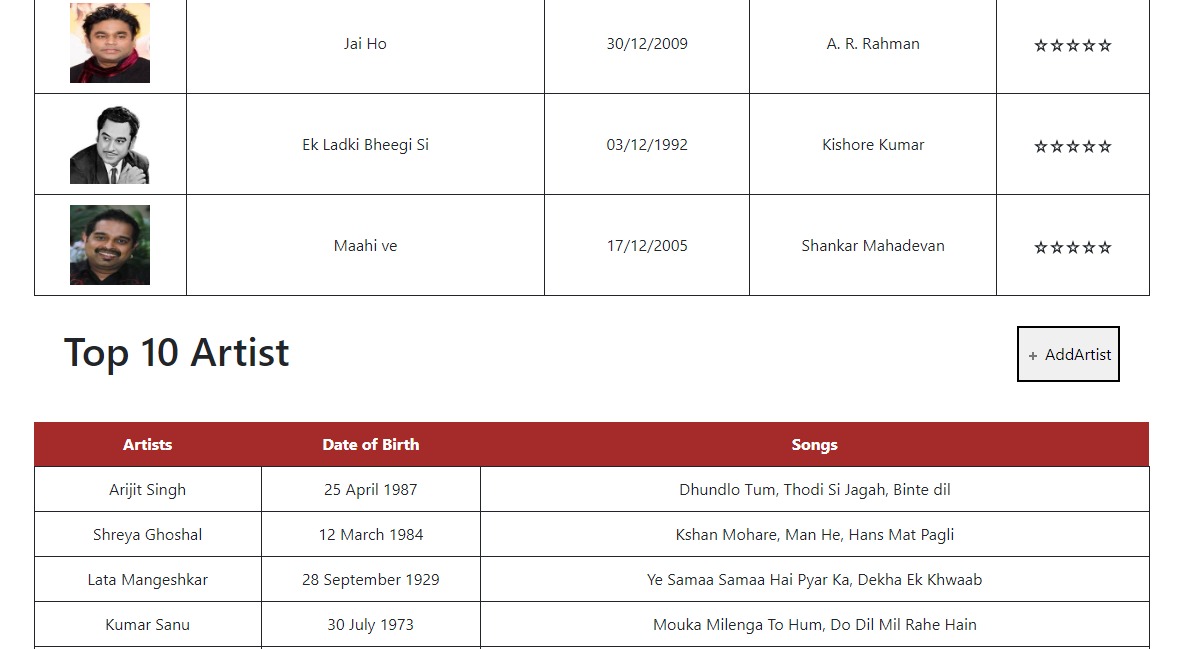 Jai Ho 30/12/2009 A. R. Rahman ☆☆☆☆☆
Ek Ladki Bheegi Si 03/12/1992 Kishore Kumar ☆☆☆☆☆
Maahi ve 17/12/2005 Shankar Mahadevan ☆☆☆☆☆
Top 10 Artist
+ AddArtist
Artists Date of Birth Songs
Arijit Singh 25 April 1987 Dhundlo Tum, Thodi Si Jagah, Binte dil
Shreya Ghoshal 12 March 1984 Kshan Mohare, Man He, Hans Mat Pagli
Lata Mangeshkar 28 September 1929 Ye Samaa Samaa Hai Pyar Ka, Dekha Ek Khwaab
Kumar Sanu 30 July 1973 Mouka Milenga To Hum, Do Dil Mil Rahe Hain